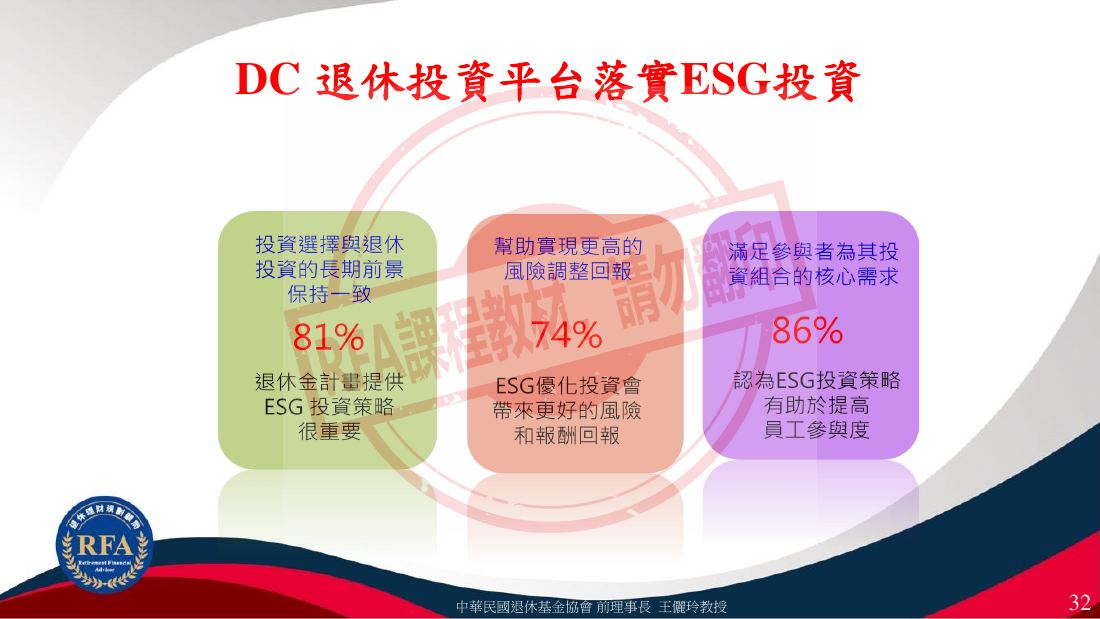 DC 退休投資平台落實ESG投資
投資選擇與退休
投資的長期前景
保持一致
81%
退休金計畫提供
ESG 投資策略
很重要
幫助實現更高的
風險調整回報
74%
ESG優化投資會
帶來更好的風險
和報酬回報
滿足參與者為其投
資組合的核心需求
86%
認為ESG投資策略
有助於提高
員工參與度
RFA課程教材，請勿翻印
退休理財規劃顧問
RFA
Retirement Financial
Advisor
中華民國退休基金協會 前理事長 王儷玲教授
32